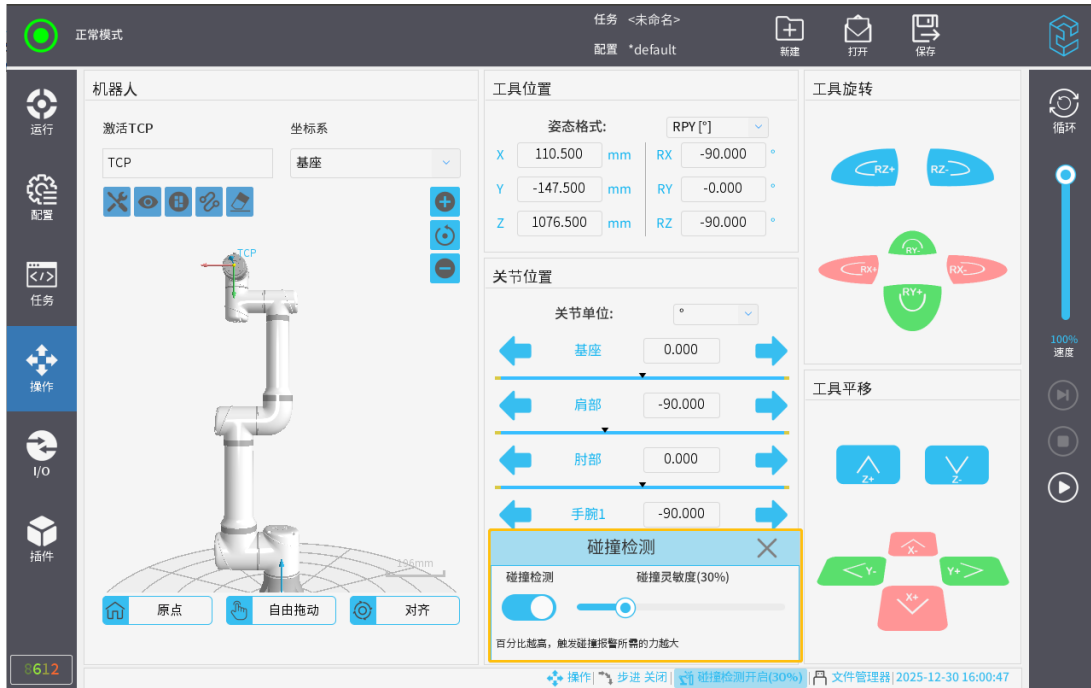 正常模式
任务 <未命名>
配置 *default
新建
打开
保存
运行
配置
任务
操作
I/O
插件
8612
机器人
激活TCP
坐标系
TCP
基座
TCP
196mm
原点
自由拖动
对齐
工具位置
姿态格式: RPY [°]
X 110.500 mm RX -90.000 °
Y -147.500 mm RY -0.000 °
Z 1076.500 mm RZ -90.000 °
关节位置
关节单位: °
基座 0.000
肩部 -90.000
肘部 0.000
手腕1 -90.000
碰撞检测
碰撞检测 碰撞灵敏度(30%)
百分比越高，触发碰撞报警所需的力越大
工具旋转
RZ+ RZ-
RY-
RX+ RX-
RY+
工具平移
Z+ Z-
X-
Y- Y+
X+
循环
100%
速度
操作 | 步进 关闭 | 碰撞检测开启(30%) | 文件管理器 | 2025-12-30 16:00:47